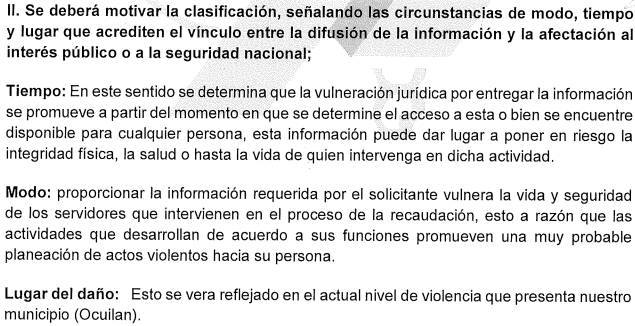 II. Se deberá motivar la clasificación, señalando las circunstancias de modo, tiempo
y lugar que acrediten el vínculo entre la difusión de la información y la afectación al
interés público o a la seguridad nacional;
Tiempo: En este sentido se determina que la vulneración jurídica por entregar la información
se promueve a partir del momento en que se determine el acceso a esta o bien se encuentre
disponible para cualquier persona, esta información puede dar lugar a poner en riesgo la
integridad física, la salud o hasta la vida de quien intervenga en dicha actividad.
Modo: proporcionar la información requerida por el solicitante vulnera la vida y seguridad
de los servidores que intervienen en el proceso de la recaudación, esto a razón que las
actividades que desarrollan de acuerdo a sus funciones promueven una muy probable
planeación de actos violentos hacia su persona.
Lugar del daño: Esto se vera reflejado en el actual nivel de violencia que presenta nuestro
municipio (Ocuilan).